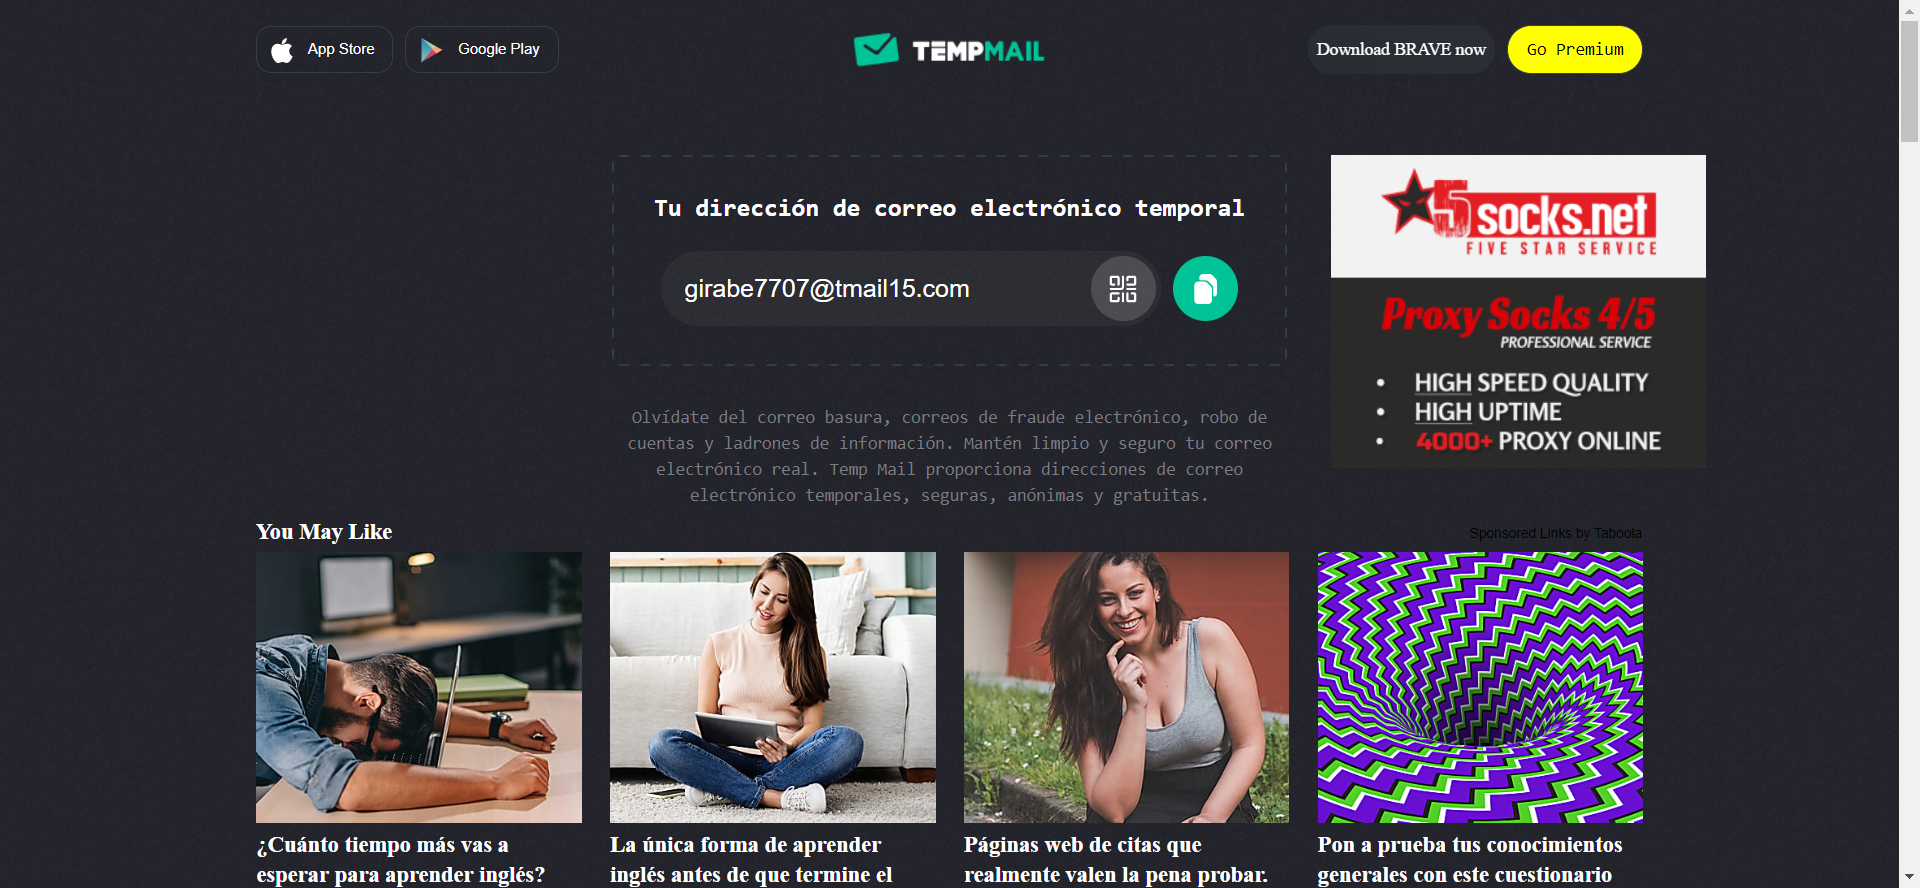 App Store
Google Play
TEMPMAIL
Download BRAVE now
Go Premium
Tu dirección de correo electrónico temporal
girabe7707@tmail15.com
5socks.net
FIVE STAR SERVICE
Proxy Socks 4/5
PROFESSIONAL SERVICE
• HIGH SPEED QUALITY
• HIGH UPTIME
• 4000+ PROXY ONLINE
Olvídate del correo basura, correos de fraude electrónico, robo de
cuentas y ladrones de información. Mantén limpio y seguro tu correo
electrónico real. Temp Mail proporciona direcciones de correo
electrónico temporales, seguras, anónimas y gratuitas.
You May Like
Sponsored Links by Taboola
¿Cuánto tiempo más vas a
esperar para aprender inglés?
La única forma de aprender
inglés antes de que termine el
Páginas web de citas que
realmente valen la pena probar.
Pon a prueba tus conocimientos
generales con este cuestionario